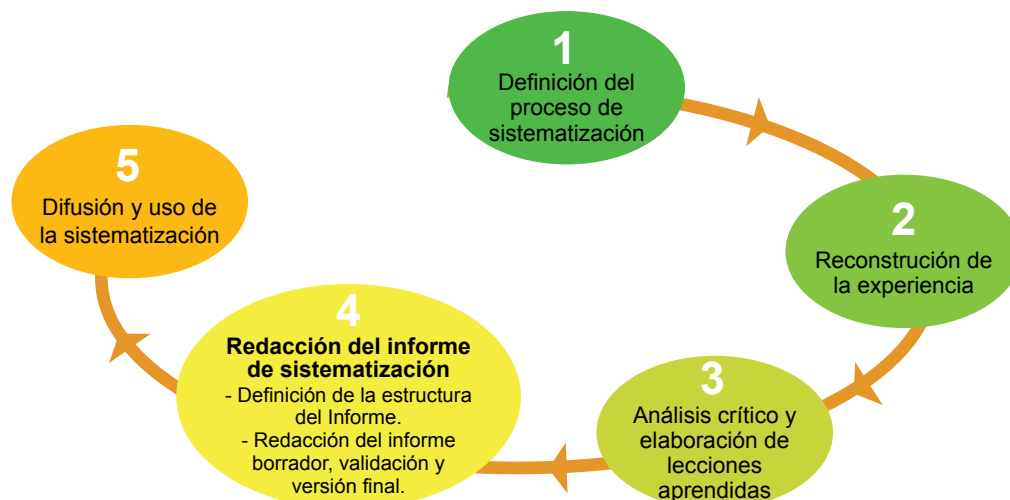 1
Definición del
proceso de
sistematización
2
Reconstrución de
la experiencia
3
Análisis crítico y
elaboración de
lecciones
aprendidas
4
Redacción del informe
de sistematización
- Definición de la estructura
del Informe.
- Redacción del informe
borrador, validación y
versión final.
5
Difusión y uso de
la sistematización